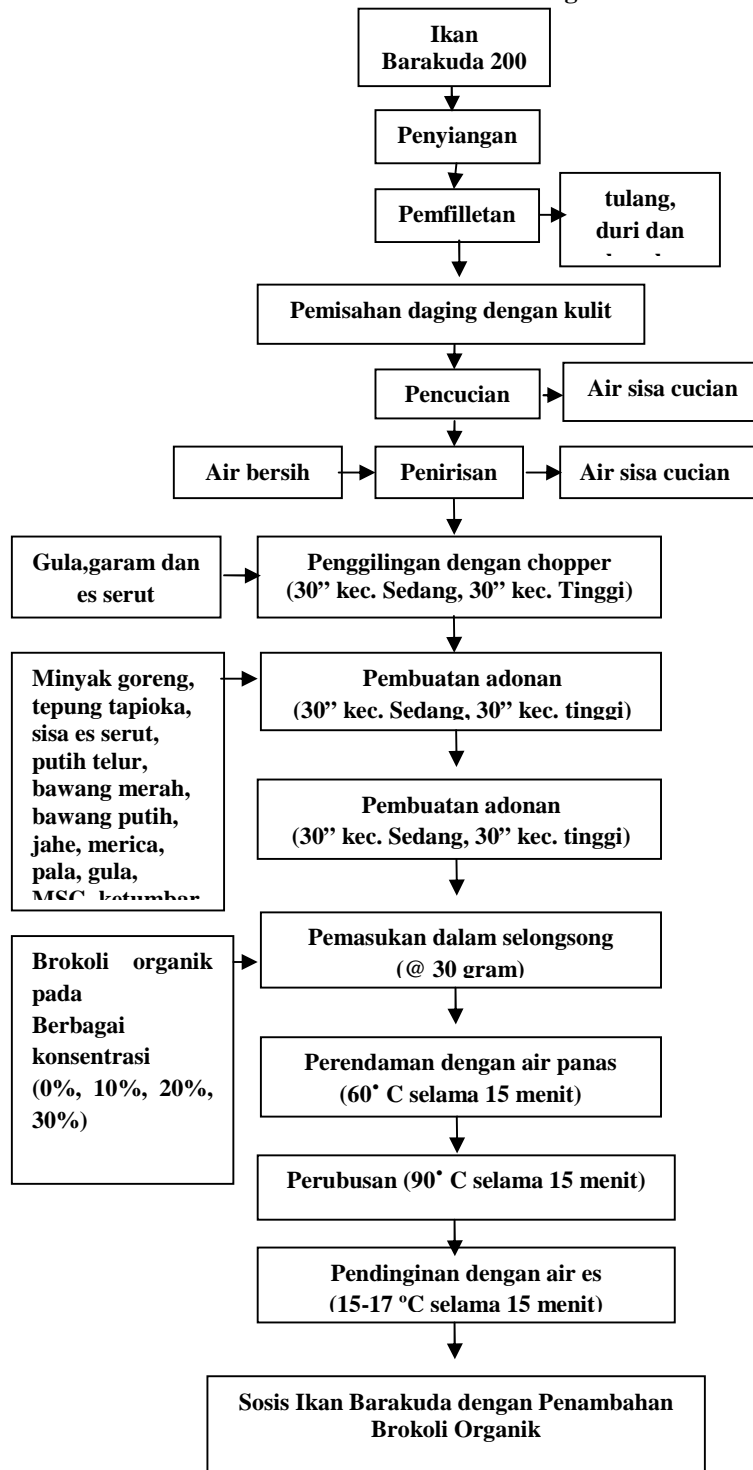 Ikan
Barakuda 200
Penyiangan
Pemfilletan
tulang,
duri dan
Pemisahan daging dengan kulit
Pencucian
Air sisa cucian
Air bersih
Penirisan
Air sisa cucian
Gula,garam dan
es serut
Penggilingan dengan chopper
(30” kec. Sedang, 30” kec. Tinggi)
Minyak goreng,
tepung tapioka,
sisa es serut,
putih telur,
bawang merah,
bawang putih,
jahe, merica,
pala, gula,
MSG, ketumbar
Pembuatan adonan
(30” kec. Sedang, 30” kec. tinggi)
Pembuatan adonan
(30” kec. Sedang, 30” kec. tinggi)
Pemasukan dalam selongsong
(@ 30 gram)
Brokoli organik
pada
Berbagai
konsentrasi
(0%, 10%, 20%,
30%)
Perendaman dengan air panas
(60˚ C selama 15 menit)
Perubusan (90˚ C selama 15 menit)
Pendinginan dengan air es
(15-17 ºC selama 15 menit)
Sosis Ikan Barakuda dengan Penambahan
Brokoli Organik